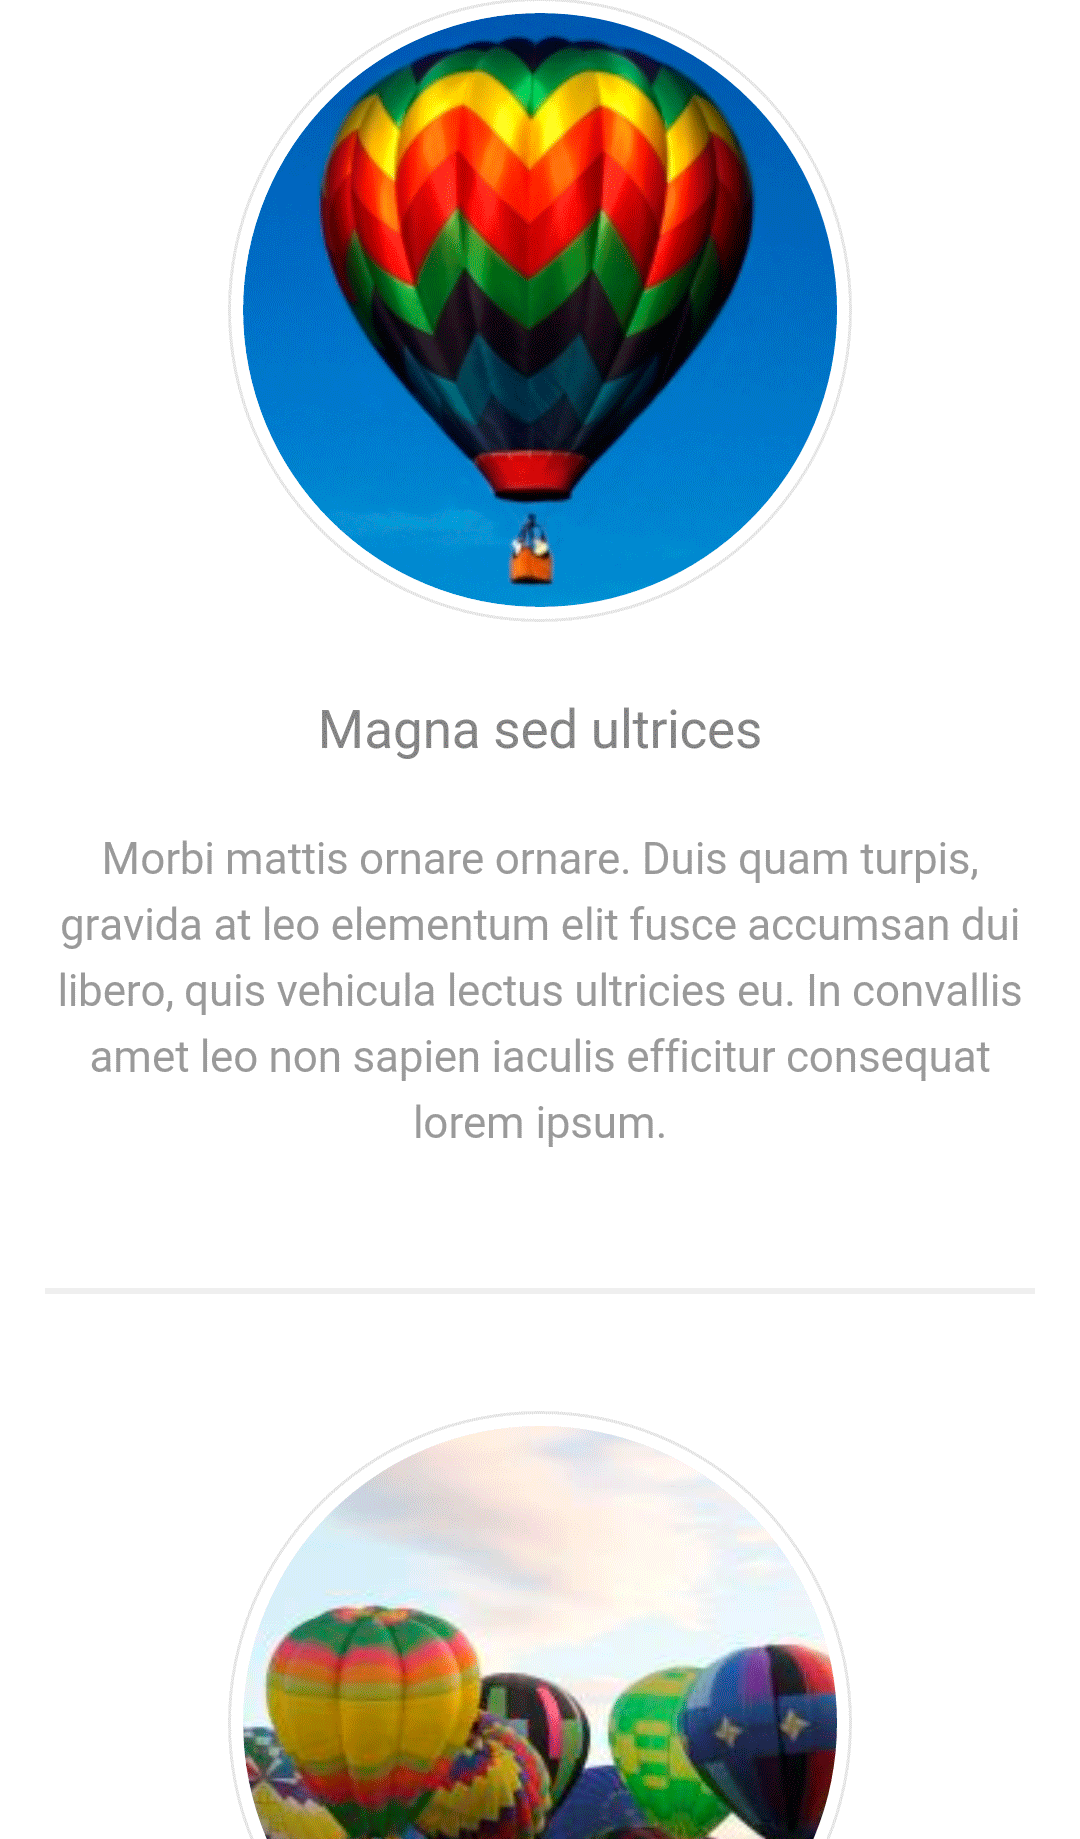 Magna sed ultrices
Morbi mattis ornare ornare. Duis quam turpis,
gravida at leo elementum elit fusce accumsan dui
libero, quis vehicula lectus ultricies eu. In convallis
amet leo non sapien iaculis efficitur consequat
lorem ipsum.